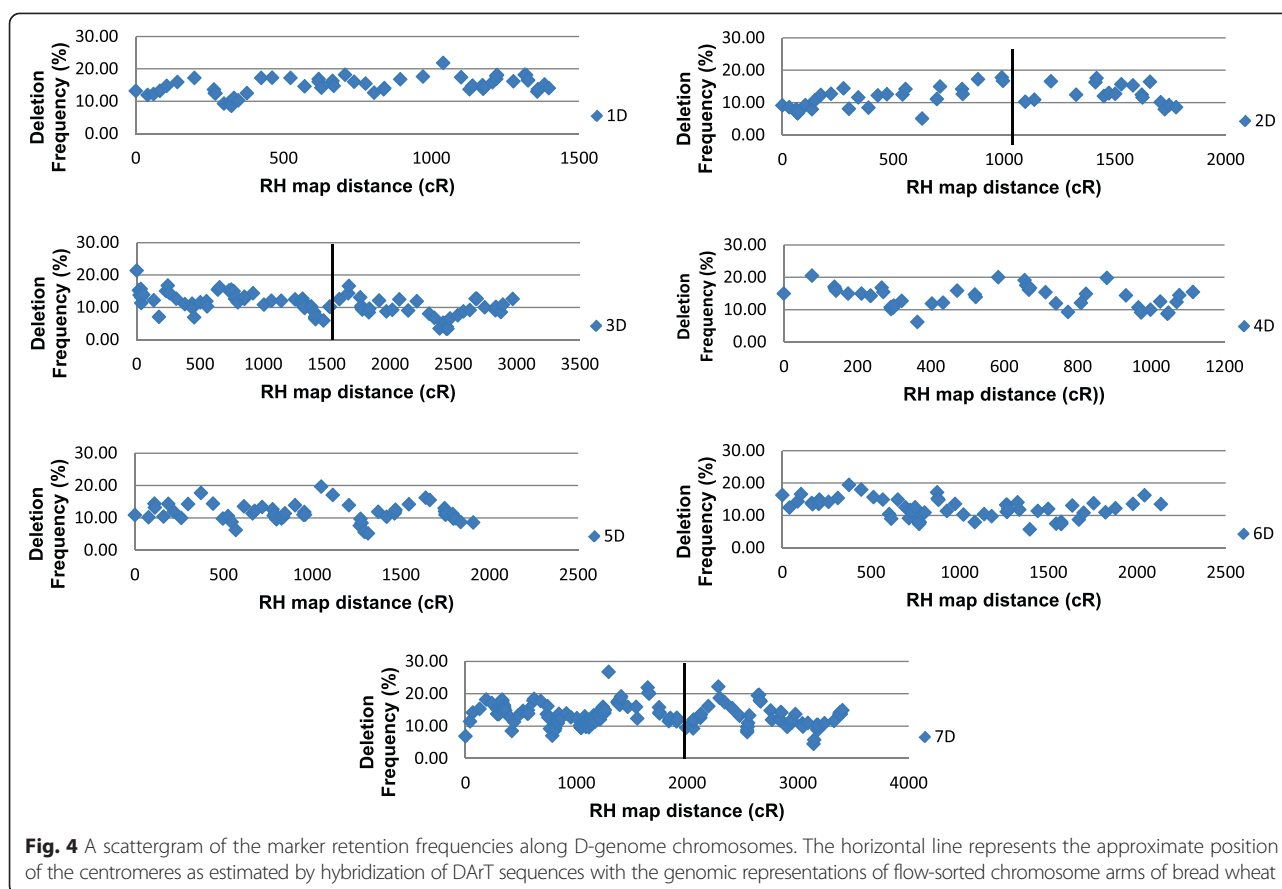 30.00
20.00
10.00
0.00
Deletion
Frequency (%)
0 500 1000 1500
RH map distance (cR)
1D
30.00
20.00
10.00
0.00
Deletion
Frequency (%)
0 500 1000 1500 2000
RH map distance (cR)
2D
30.00
20.00
10.00
0.00
Deletion
Frequency (%)
0 500 1000 1500 2000 2500 3000 3500
RH map distance (cR)
3D
30.00
20.00
10.00
0.00
Deletion
Frequency (%)
0 200 400 600 800 1000 1200
RH map distance (cR))
4D
30.00
20.00
10.00
0.00
Deletion
Frequency (%)
0 500 1000 1500 2000 2500
RH map distance (cR)
5D
30.00
20.00
10.00
0.00
Deletion
Frequency (%)
0 500 1000 1500 2000 2500
RH map distance (cR)
6D
30.00
20.00
10.00
0.00
Deletion
Frequency (%)
0 1000 2000 3000 4000
RH map distance (cR)
7D
Fig. 4 A scattergram of the marker retention frequencies along D-genome chromosomes. The horizontal line represents the approximate position
of the centromeres as estimated by hybridization of DArT sequences with the genomic representations of flow-sorted chromosome arms of bread wheat